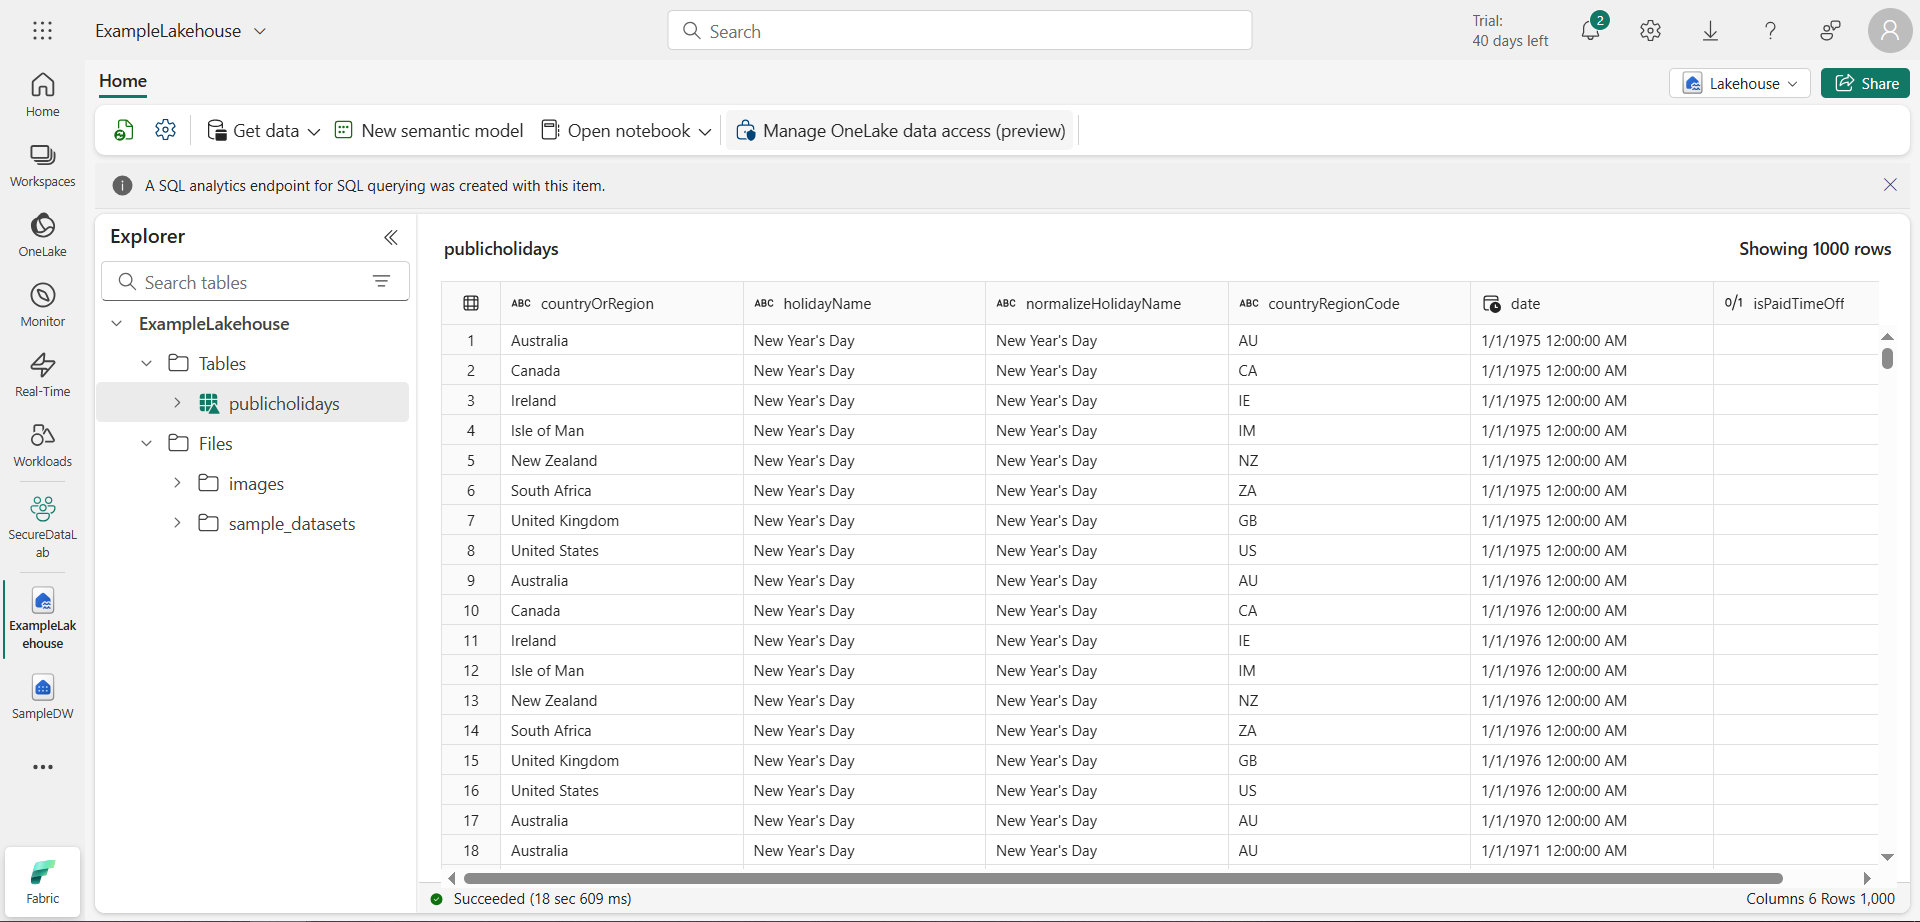 ExampleLakehouse
Search
Trial:
40 days left
2
Home
Workspaces
OneLake
Monitor
Real-Time
Workloads
SecureDataL
ab
ExampleLak
ehouse
SampleDW
Fabric
Home
Lakehouse
Share
Get data
New semantic model
Open notebook
Manage OneLake data access (preview)
A SQL analytics endpoint for SQL querying was created with this item.
Explorer
Search tables
ExampleLakehouse
Tables
publicholidays
Files
images
sample_datasets
publicholidays
Showing 1000 rows
ABC countryOrRegion ABC holidayName ABC normalizeHolidayName ABC countryRegionCode date 0/1 isPaidTimeOff
1 Australia New Year's Day New Year's Day AU 1/1/1975 12:00:00 AM
2 Canada New Year's Day New Year's Day CA 1/1/1975 12:00:00 AM
3 Ireland New Year's Day New Year's Day IE 1/1/1975 12:00:00 AM
4 Isle of Man New Year's Day New Year's Day IM 1/1/1975 12:00:00 AM
5 New Zealand New Year's Day New Year's Day NZ 1/1/1975 12:00:00 AM
6 South Africa New Year's Day New Year's Day ZA 1/1/1975 12:00:00 AM
7 United Kingdom New Year's Day New Year's Day GB 1/1/1975 12:00:00 AM
8 United States New Year's Day New Year's Day US 1/1/1975 12:00:00 AM
9 Australia New Year's Day New Year's Day AU 1/1/1976 12:00:00 AM
10 Canada New Year's Day New Year's Day CA 1/1/1976 12:00:00 AM
11 Ireland New Year's Day New Year's Day IE 1/1/1976 12:00:00 AM
12 Isle of Man New Year's Day New Year's Day IM 1/1/1976 12:00:00 AM
13 New Zealand New Year's Day New Year's Day NZ 1/1/1976 12:00:00 AM
14 South Africa New Year's Day New Year's Day ZA 1/1/1976 12:00:00 AM
15 United Kingdom New Year's Day New Year's Day GB 1/1/1976 12:00:00 AM
16 United States New Year's Day New Year's Day US 1/1/1976 12:00:00 AM
17 Australia New Year's Day New Year's Day AU 1/1/1970 12:00:00 AM
18 Australia New Year's Day New Year's Day AU 1/1/1971 12:00:00 AM
Succeeded (18 sec 609 ms)
Columns 6 Rows 1,000